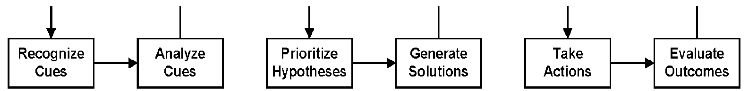 Recognize
Cues
Analyze
Cues
Prioritize
Hypotheses
Generate
Solutions
Take
Actions
Evaluate
Outcomes